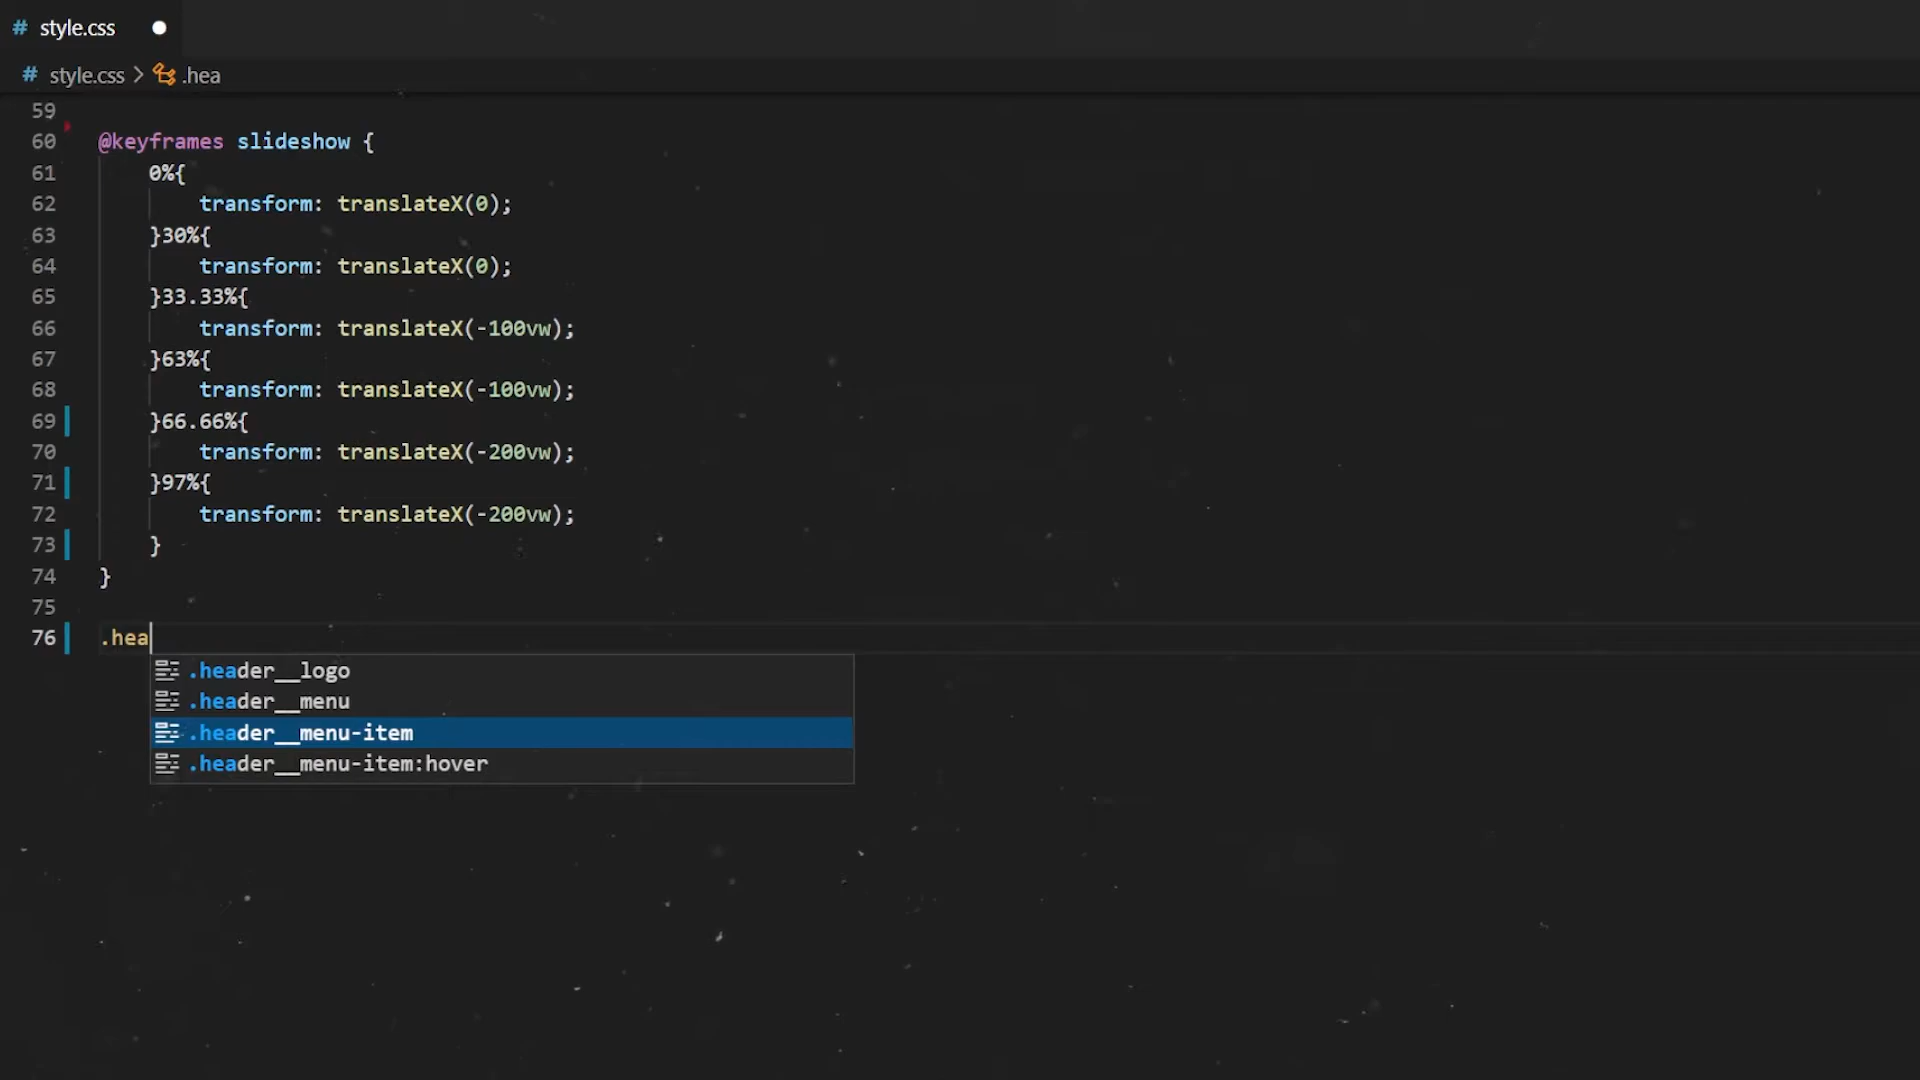 # style.css
# style.css > .hea
59
60 @keyframes slideshow {
61 0%{
62 transform: translateX(0);
63 }30%{
64 transform: translateX(0);
65 }33.33%{
66 transform: translateX(-100vw);
67 }63%{
68 transform: translateX(-100vw);
69 }66.66%{
70 transform: translateX(-200vw);
71 }97%{
72 transform: translateX(-200vw);
73 }
74 }
75
76 .hea
.header__logo
.header__menu
.header__menu-item
.header__menu-item:hover